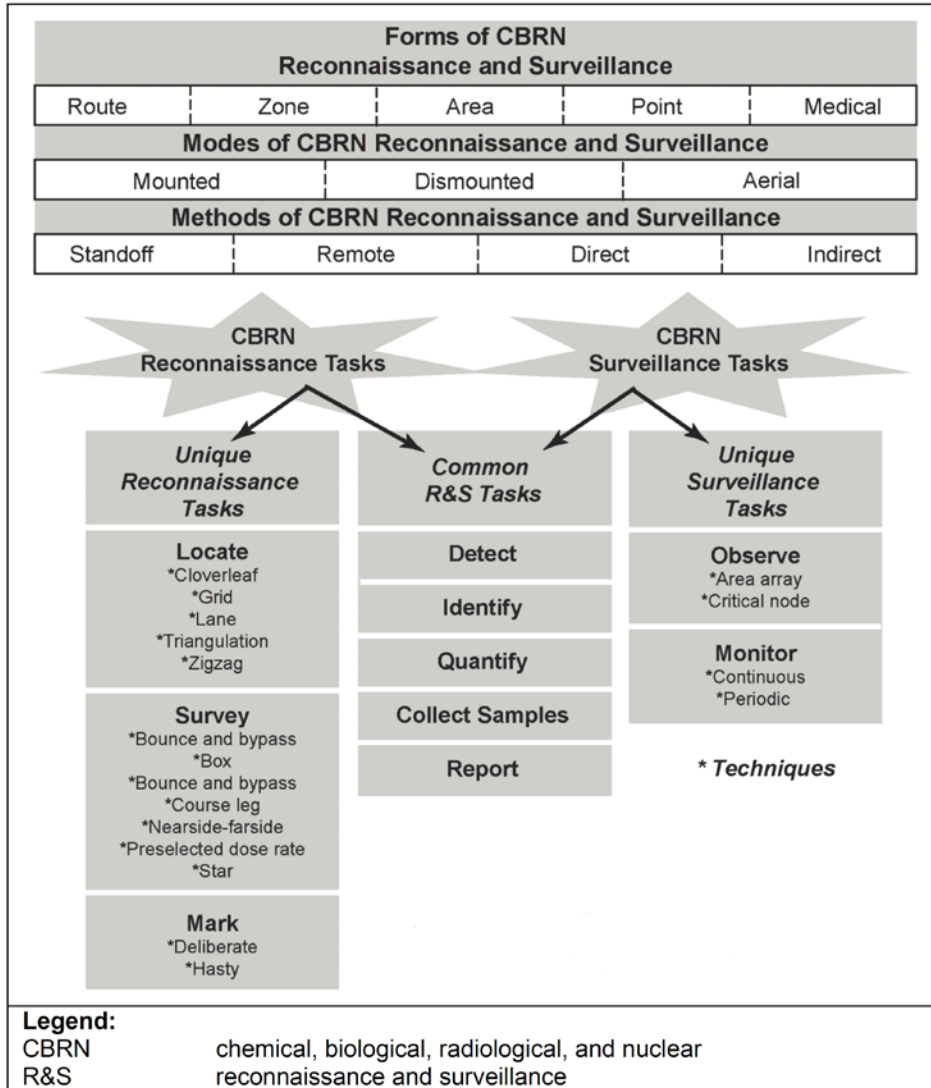 Forms of CBRN
Reconnaissance and Surveillance
Route Zone Area Point Medical
Modes of CBRN Reconnaissance and Surveillance
Mounted Dismounted Aerial
Methods of CBRN Reconnaissance and Surveillance
Standoff Remote Direct Indirect
CBRN
Reconnaissance Tasks
CBRN
Surveillance Tasks
Unique
Reconnaissance
Tasks
Locate
*Cloverleaf
*Grid
*Lane
*Triangulation
*Zigzag
Survey
*Bounce and bypass
*Box
*Bounce and bypass
*Course leg
*Nearside-farside
*Preselected dose rate
*Star
Mark
*Deliberate
*Hasty
Common
R&S Tasks
Detect
Identify
Quantify
Collect Samples
Report
Unique
Surveillance
Tasks
Observe
*Area array
*Critical node
Monitor
*Continuous
*Periodic
* Techniques
Legend:
CBRN chemical, biological, radiological, and nuclear
R&S reconnaissance and surveillance